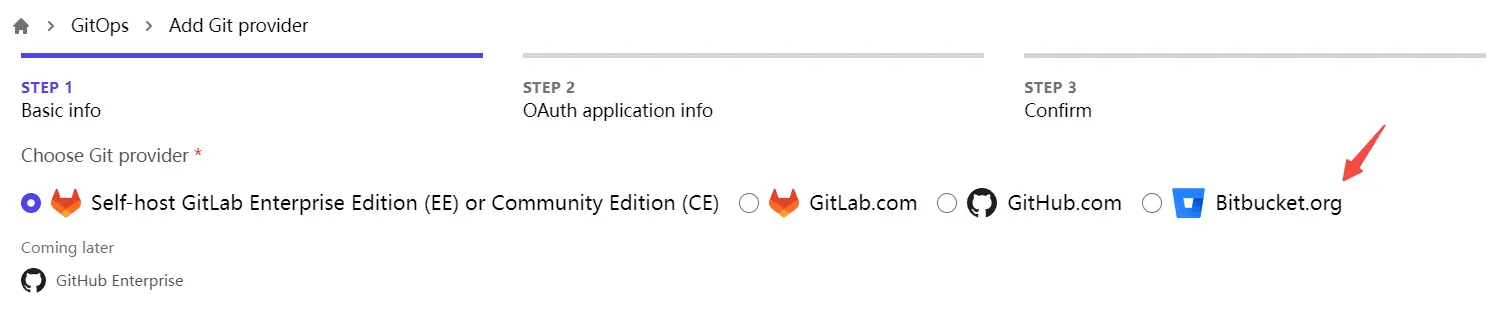 GitOps Add Git provider
STEP 1
Basic info
STEP 2
OAuth application info
STEP 3
Confirm
Choose Git provider *
Self-host GitLab Enterprise Edition (EE) or Community Edition (CE) GitLab.com GitHub.com Bitbucket.org
Coming later
GitHub Enterprise